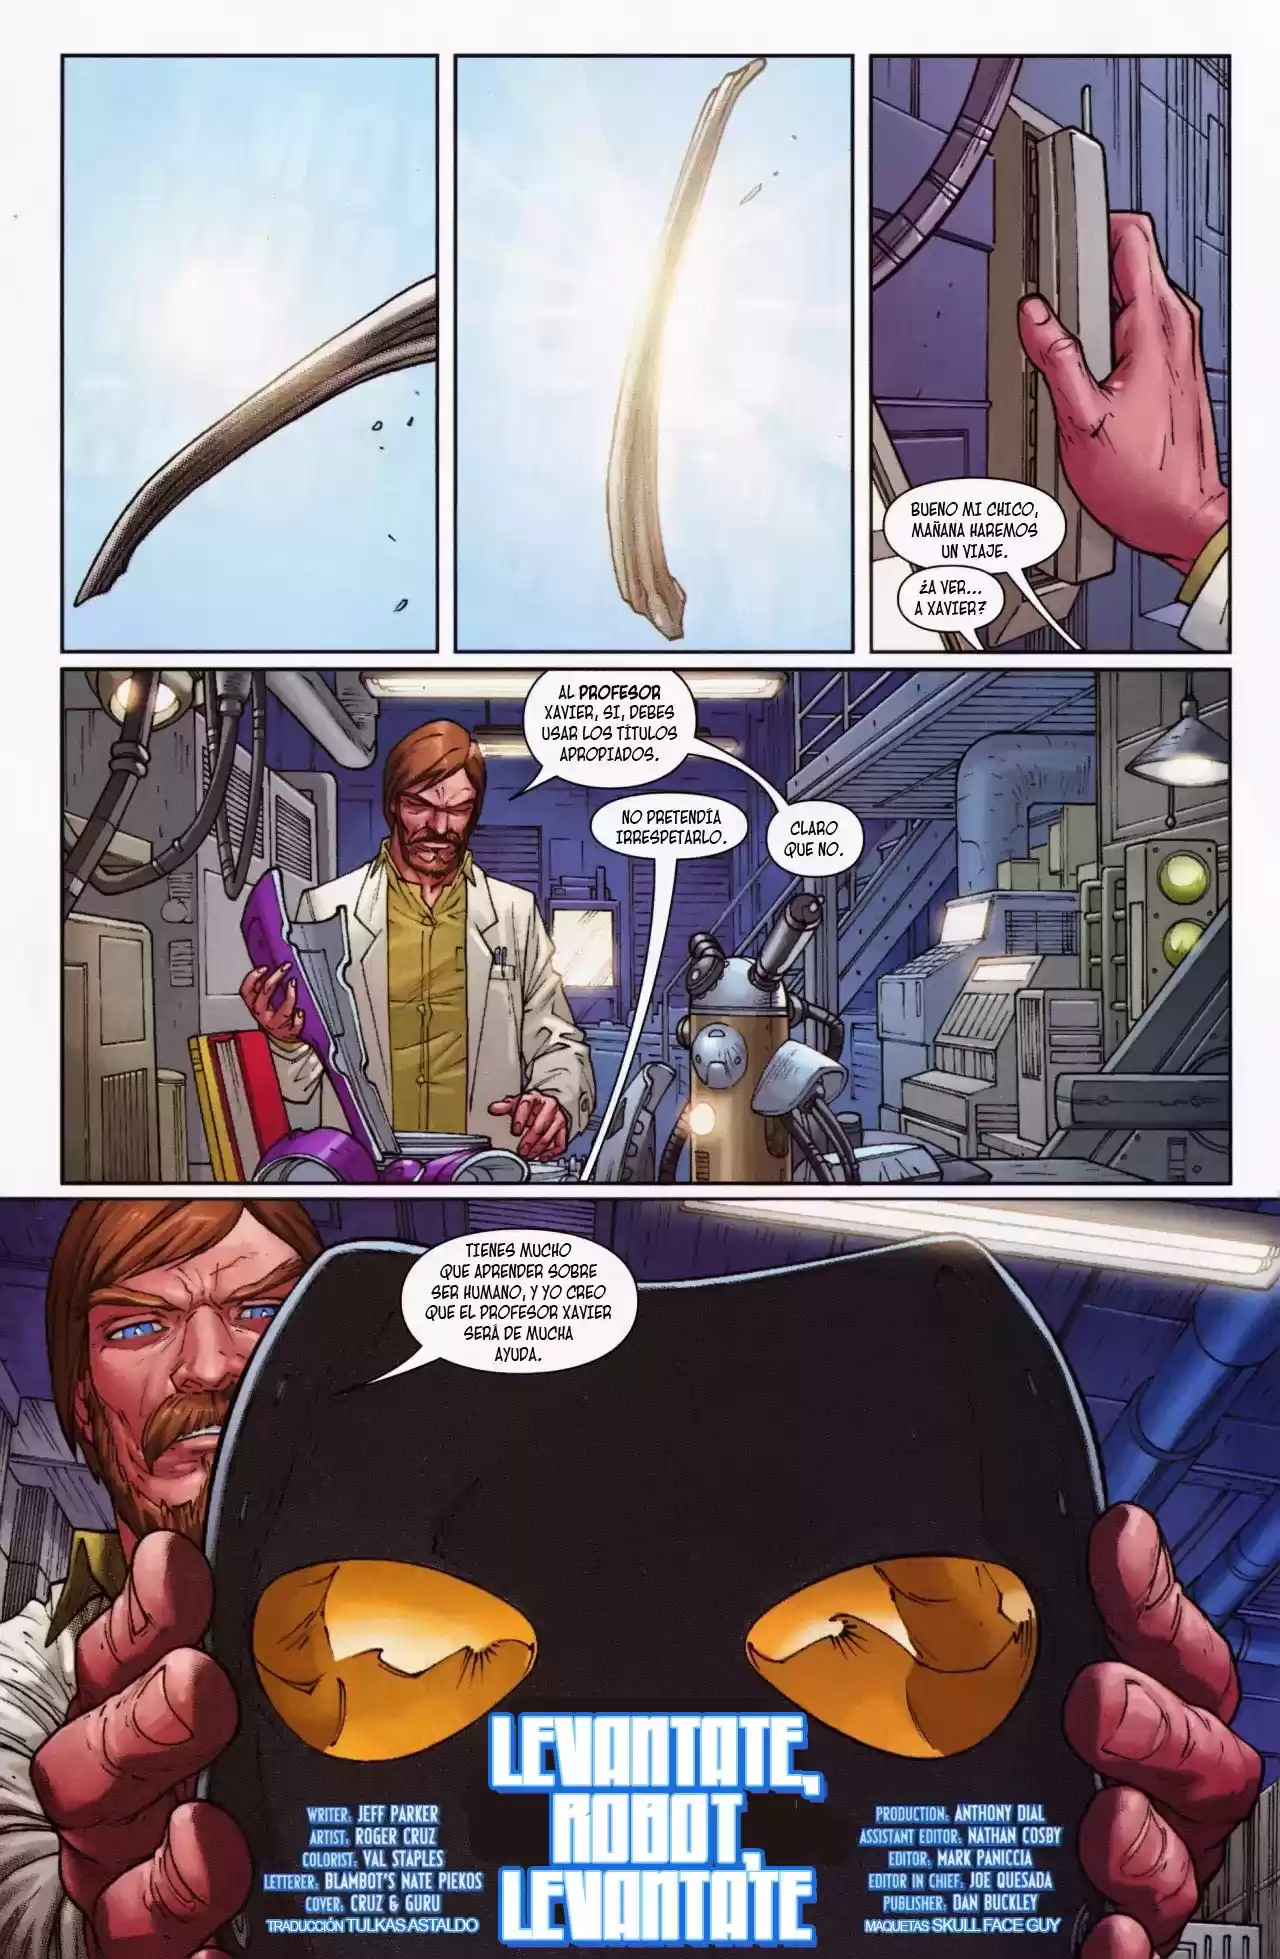 BUENO MI CHICO,
MAÑANA HAREMOS
UN VIAJE.
¿A VER...
A XAVIER?
AL PROFESOR
XAVIER, SI, DEBES
USAR LOS TÍTULOS
APROPIADOS.
NO PRETENDÍA
IRRESPETARLO.
CLARO
QUE NO.
TIENES MUCHO
QUE APRENDER SOBRE
SER HUMANO, Y YO CREO
QUE EL PROFESOR XAVIER
SERÁ DE MUCHA
AYUDA.
LEVANTATE,
ROBOT,
LEVANTATE
WRITER: JEFF PARKER
ARTIST: ROGER CRUZ
COLORIST: VAL STAPLES
LETTERER: BLAMBOT'S NATE PIEKOS
COVER: CRUZ & GURU
TRADUCCIÓN TULKAS ASTALDO
PRODUCTION: ANTHONY DIAL
ASSISTANT EDITOR: NATHAN COSBY
EDITOR: MARK PANICCIA
EDITOR IN CHIEF: JOE QUESADA
PUBLISHER: DAN BUCKLEY
MAQUETAS SKULL FACE GUY